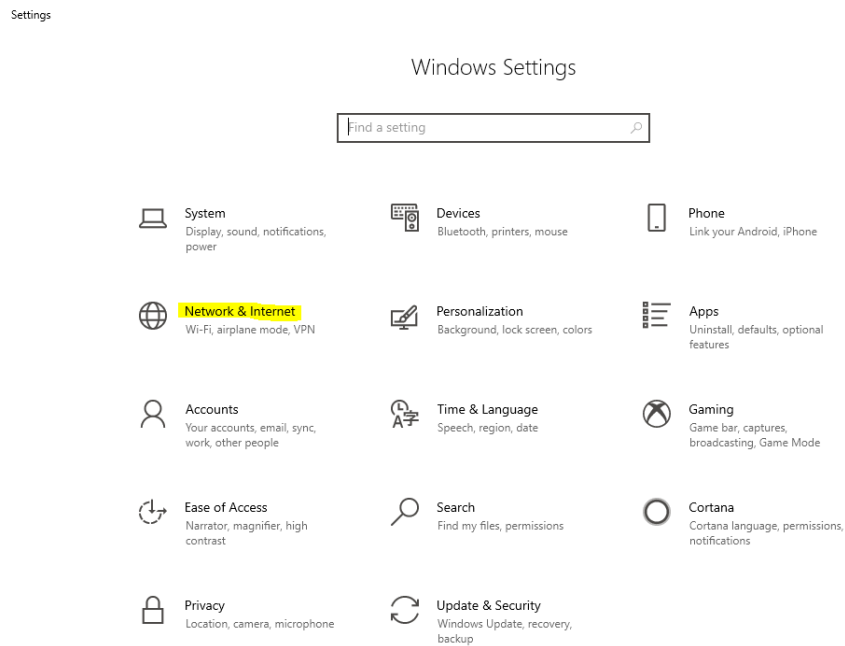 Settings
Windows Settings
Find a setting
System
Display, sound, notifications,
power
Devices
Bluetooth, printers, mouse
Phone
Link your Android, iPhone
Network & Internet
Wi-Fi, airplane mode, VPN
Personalization
Background, lock screen, colors
Apps
Uninstall, defaults, optional
features
Accounts
Your accounts, email, sync,
work, other people
Time & Language
Speech, region, date
Gaming
Game bar, captures,
broadcasting, Game Mode
Ease of Access
Narrator, magnifier, high
contrast
Search
Find my files, permissions
Cortana
Cortana language, permissions,
notifications
Privacy
Location, camera, microphone
Update & Security
Windows Update, recovery,
backup